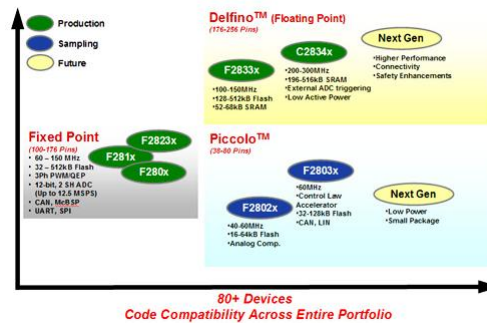 Production
Sampling
Future
Delfino™ (Floating Point)
(176-256 Pins)
F2833x
•100-150MHz
•128-512kB Flash
•52-68kB SRAM
C2834x
•200-300MHz
•196-516kB SRAM
•External ADC triggering
•Low Active Power
Next Gen
•Higher Performance
•Connectivity
•Safety Enhancements
Fixed Point
(100-176 Pins)
• 60 – 150 MHz
• 32 – 512kB Flash
• 3Ph PWM/QEP
• 12-bit, 2 SH ADC
(Up to 12.5 MSPS)
• CAN, McBSP
• UART, SPI
F2823x
F281x
F280x
Piccolo™
(38-80 Pins)
F2802x
•40-60MHz
•16-64kB Flash
•Analog Comp.
F2803x
•60MHz
•Control Law
Accelerator
•32-128kB Flash
•CAN, LIN
Next Gen
•Low Power
•Small Package
80+ Devices
Code Compatibility Across Entire Portfolio